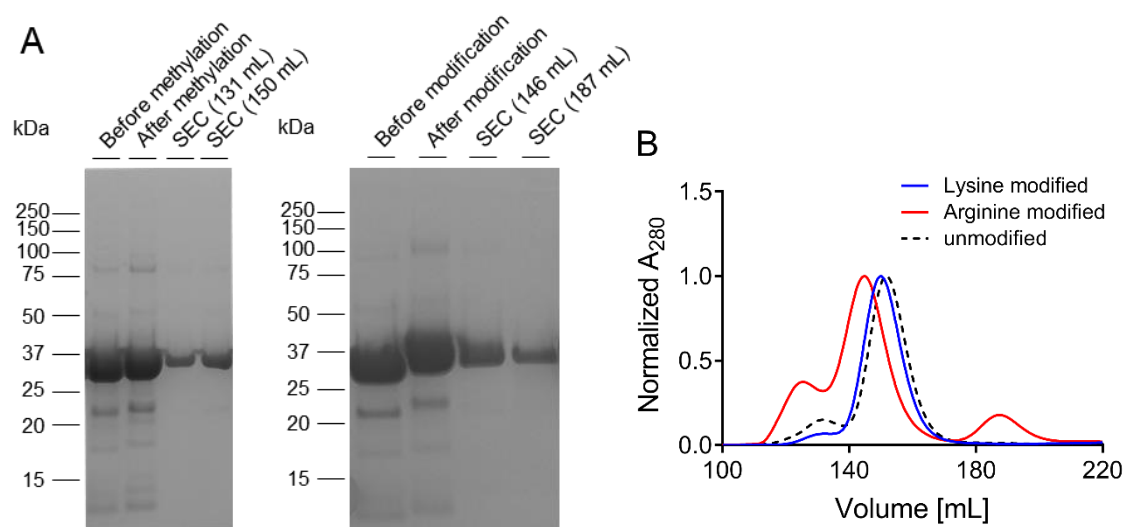 A
kDa
Before methylation
After methylation
SEC (131 mL)
SEC (150 mL)
250
150
100
75
50
37
25
20
15
kDa
Before modification
After modification
SEC (146 mL)
SEC (187 mL)
250
150
100
75
50
37
25
20
15
B
Lysine modified
Arginine modified
unmodified
Normalized A280
1.5
1.0
0.5
0.0
100 140 180 220
Volume [mL]